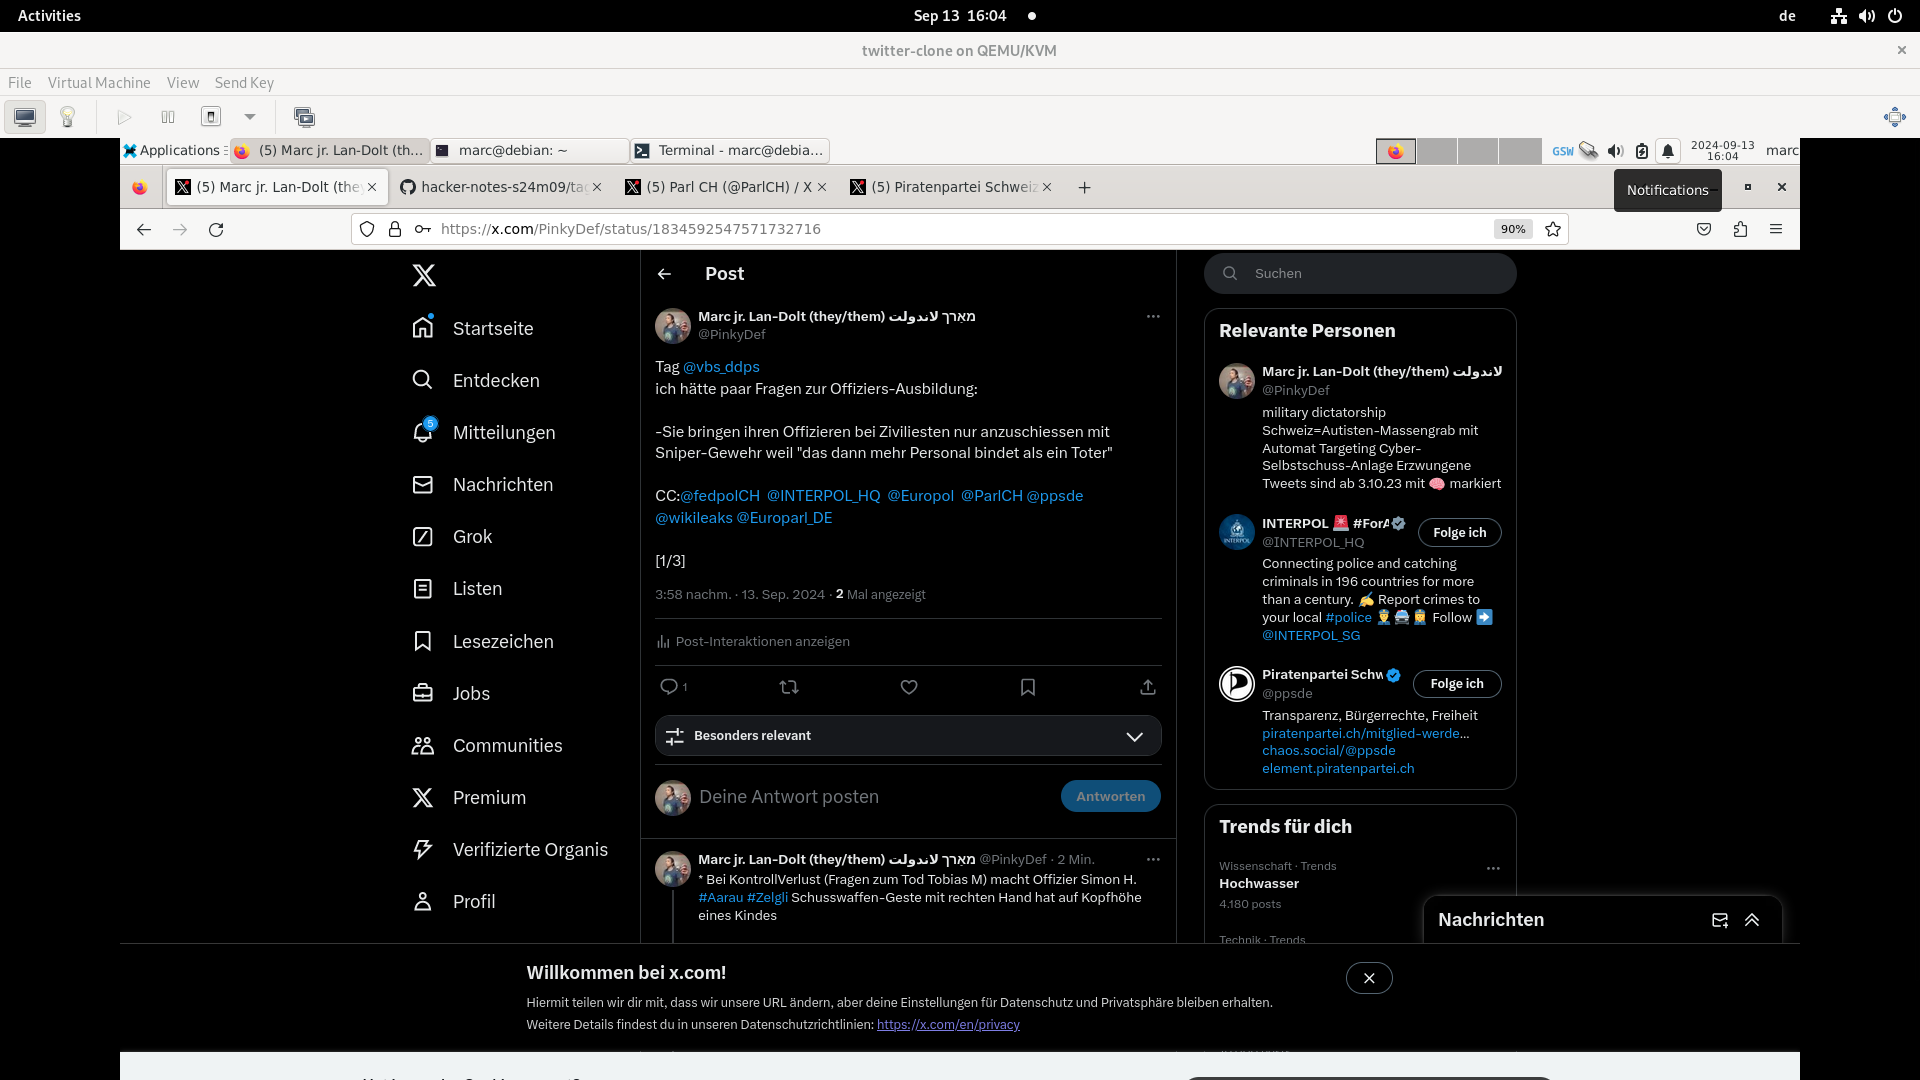 Activities
Sep 13 16:04
de
twitter-clone on QEMU/KVM
File Virtual Machine View Send Key
Applications
(5) Marc jr. Lan-Dolt (th...
marc@debian: ~
Terminal - marc@debia...
GSW
2024-09-13
16:04
marc
(5) Marc jr. Lan-Dolt (they
hacker-notes-s24m09/tag
(5) Parl CH (@ParlCH) / X
(5) Piratenpartei Schweiz
Notifications
https://x.com/PinkyDef/status/1834592547571732716
90%
Startseite
Entdecken
5
Mitteilungen
Nachrichten
Grok
Listen
Lesezeichen
Jobs
Communities
Premium
Verifizierte Organis
Profil
Post
Marc jr. Lan-Dolt (they/them) מאַרך لاندولت
@PinkyDef
Tag @vbs_ddps
ich hätte paar Fragen zur Offiziers-Ausbildung:
-Sie bringen ihren Offizieren bei Ziviliesten nur anzuschiessen mit
Sniper-Gewehr weil "das dann mehr Personal bindet als ein Toter"
CC:@fedpolCH @INTERPOL_HQ @Europol @ParlCH @ppsde
@wikileaks @Europarl_DE
[1/3]
3:58 nachm. · 13. Sep. 2024 · 2 Mal angezeigt
Post-Interaktionen anzeigen
1
Besonders relevant
Deine Antwort posten
Antworten
Marc jr. Lan-Dolt (they/them) מאַרך لاندولت @PinkyDef · 2 Min.
* Bei KontrollVerlust (Fragen zum Tod Tobias M) macht Offizier Simon H.
#Aarau #Zelgli Schusswaffen-Geste mit rechten Hand hat auf Kopfhöhe
eines Kindes
Suchen
Relevante Personen
Marc jr. Lan-Dolt (they/them) لاندولت
@PinkyDef
military dictatorship
Schweiz=Autisten-Massengrab mit
Automat Targeting Cyber-
Selbstschuss-Anlage Erzwungene
Tweets sind ab 3.10.23 mit 🧠 markiert
INTERPOL 🚨 #ForA
Folge ich
@INTERPOL_HQ
Connecting police and catching
criminals in 196 countries for more
than a century. ✍️ Report crimes to
your local #police 👮🚔👮‍♀️ Follow ➡️
@INTERPOL_SG
Piratenpartei Schw
Folge ich
@ppsde
Transparenz, Bürgerrechte, Freiheit
piratenpartei.ch/mitglied-werde...
chaos.social/@ppsde
element.piratenpartei.ch
Trends für dich
Wissenschaft · Trends
Hochwasser
4.180 posts
Technik · Trends
Nachrichten
Willkommen bei x.com!
Hiermit teilen wir dir mit, dass wir unsere URL ändern, aber deine Einstellungen für Datenschutz und Privatsphäre bleiben erhalten.
Weitere Details findest du in unseren Datenschutzrichtlinien: https://x.com/en/privacy